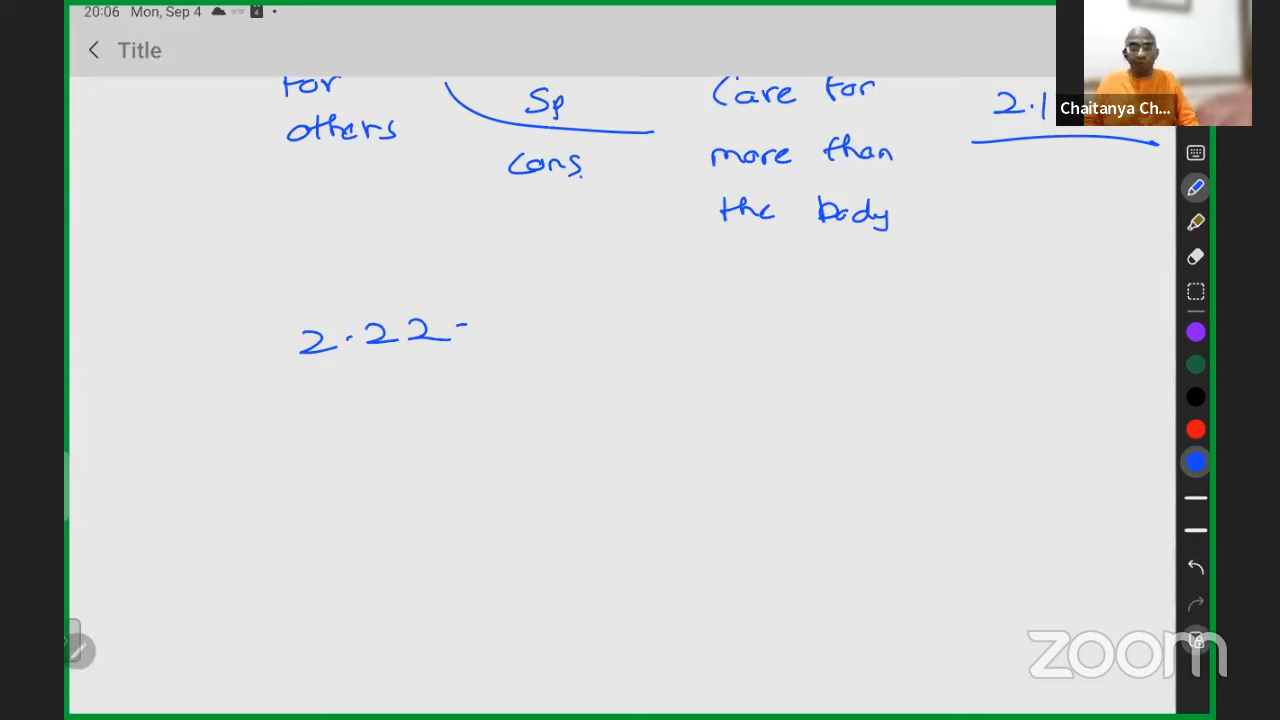 20:06 Mon, Sep 4
Title
for
others
Sp
Cons.
Care for
more than
the body
2.1
Chaitanya Ch...
2.22-
zoom